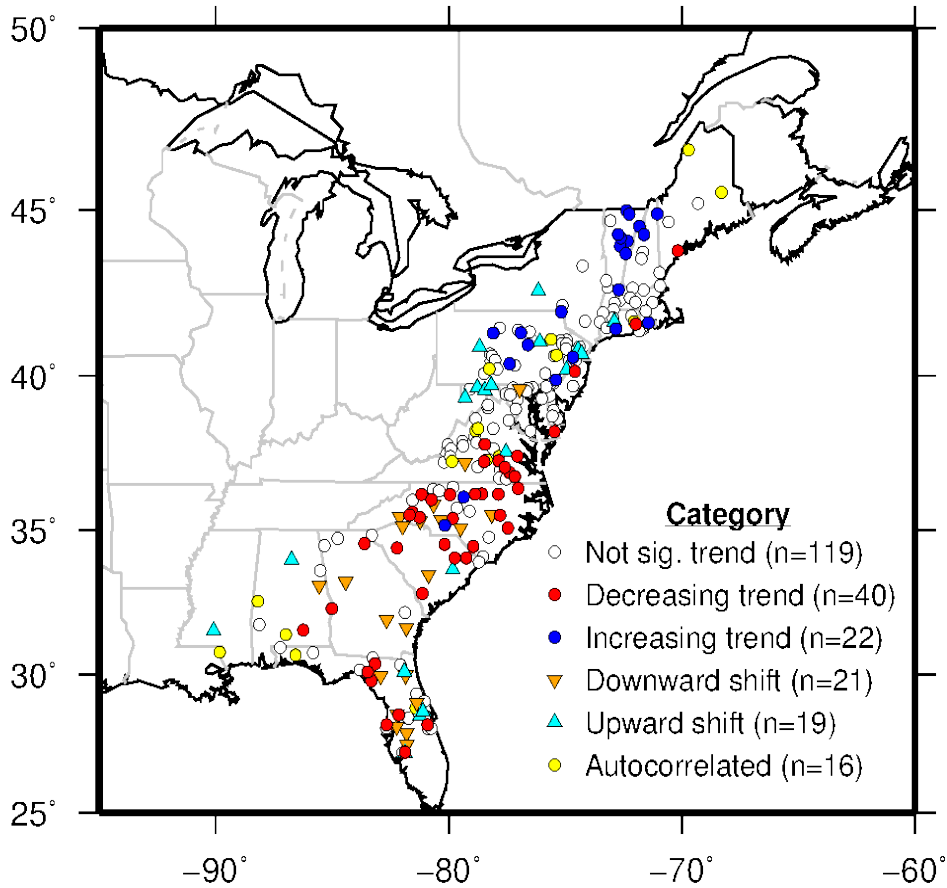 50°
45°
40°
35°
30°
25°
Category
Not sig. trend (n=119)
Decreasing trend (n=40)
Increasing trend (n=22)
Downward shift (n=21)
Upward shift (n=19)
Autocorrelated (n=16)
−90°
−80°
−70°
−60°